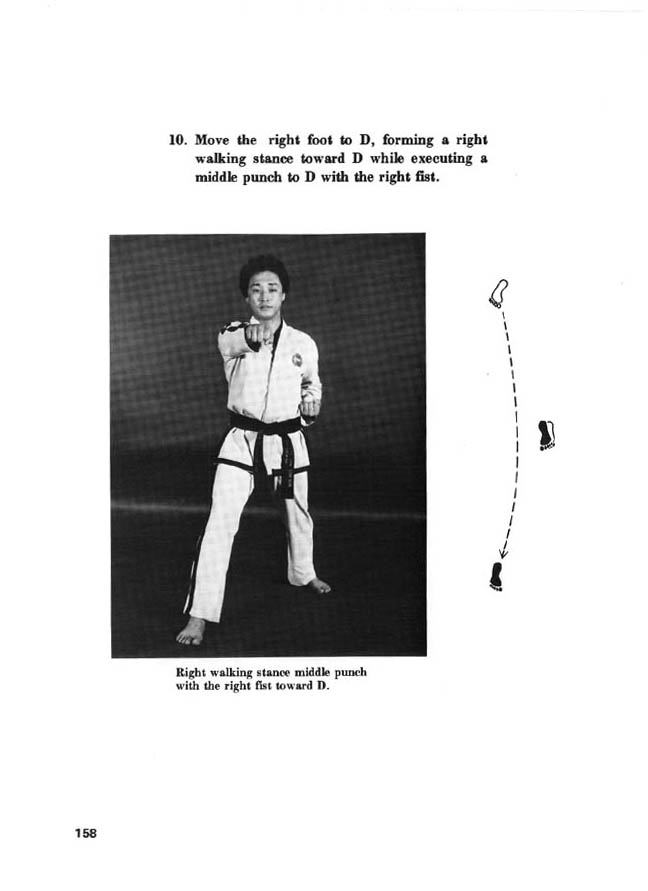 10. Move the right foot to D, forming a right
walking stance toward D while executing a
middle punch to D with the right fist.
Right walking stance middle punch
with the right fist toward D.
158